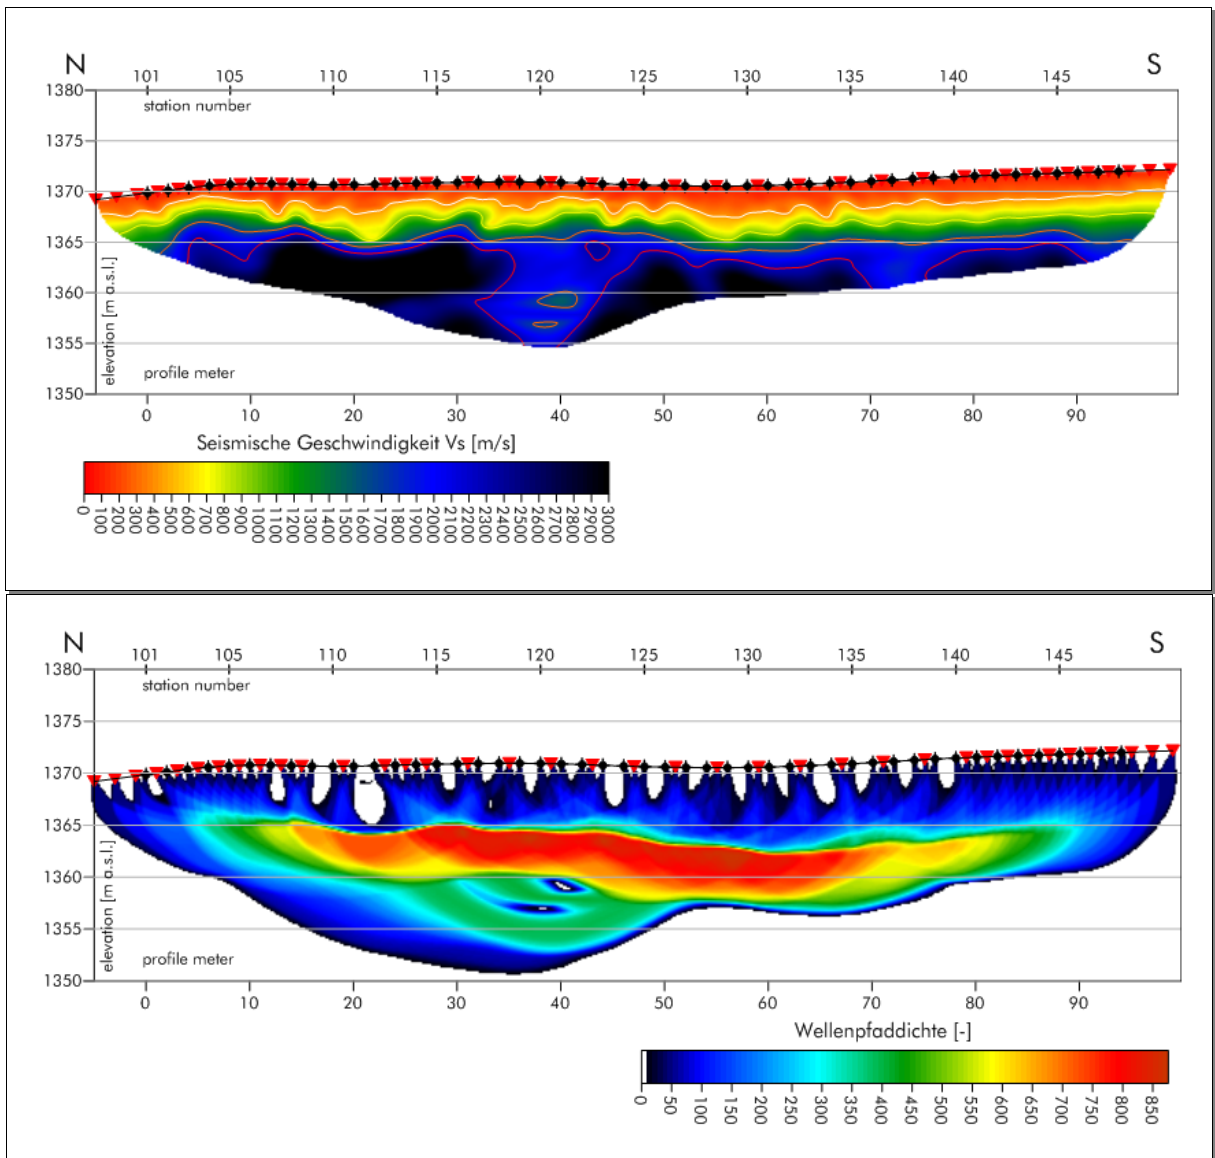 N S
101 105 110 115 120 125 130 135 140 145
station number
1380
1375
1370
1365
1360
1355
1350
elevation [m a.s.l.]
profile meter
0 10 20 30 40 50 60 70 80 90
Seismische Geschwindigkeit Vs [m/s]
0 100 200 300 400 500 600 700 800 900 1000 1100 1200 1300 1400 1500 1600 1700 1800 1900 2000 2100 2200 2300 2400 2500 2600 2700 2800 2900 3000
N S
101 105 110 115 120 125 130 135 140 145
station number
1380
1375
1370
1365
1360
1355
1350
elevation [m a.s.l.]
profile meter
0 10 20 30 40 50 60 70 80 90
Wellenpfaddichte [-]
0 50 100 150 200 250 300 350 400 450 500 550 600 650 700 750 800 850